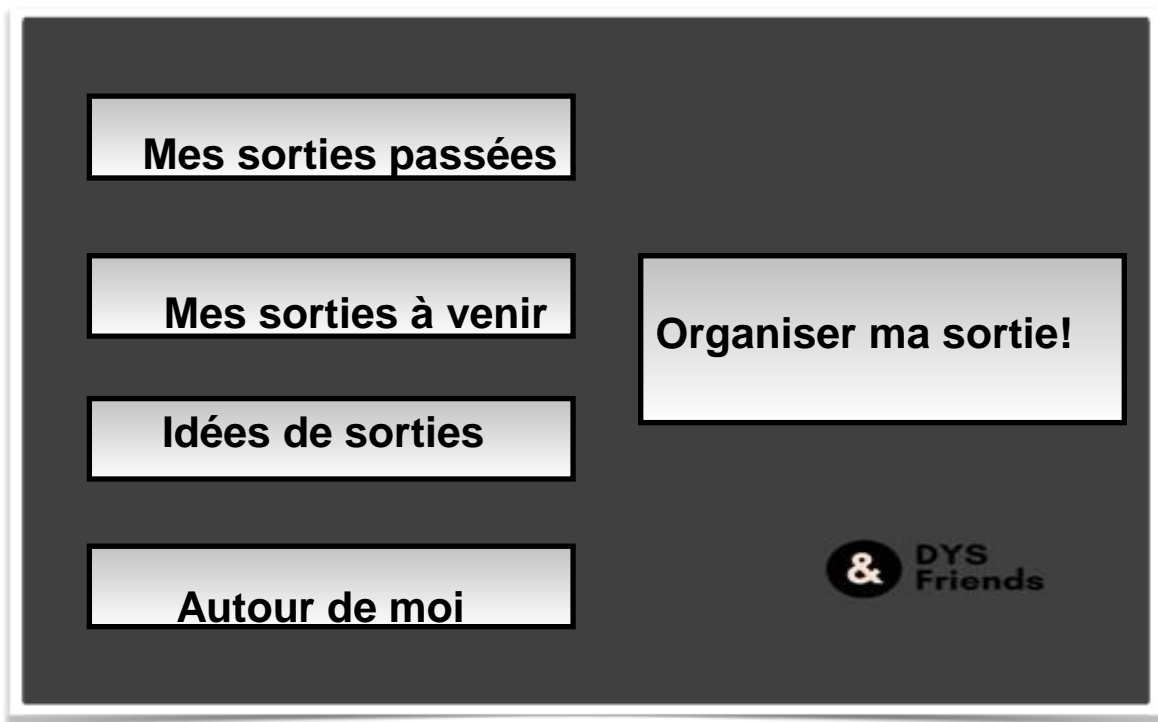 Mes sorties passées
Mes sorties à venir
Idées de sorties
Autour de moi
Organiser ma sortie!
&
DYS
Friends